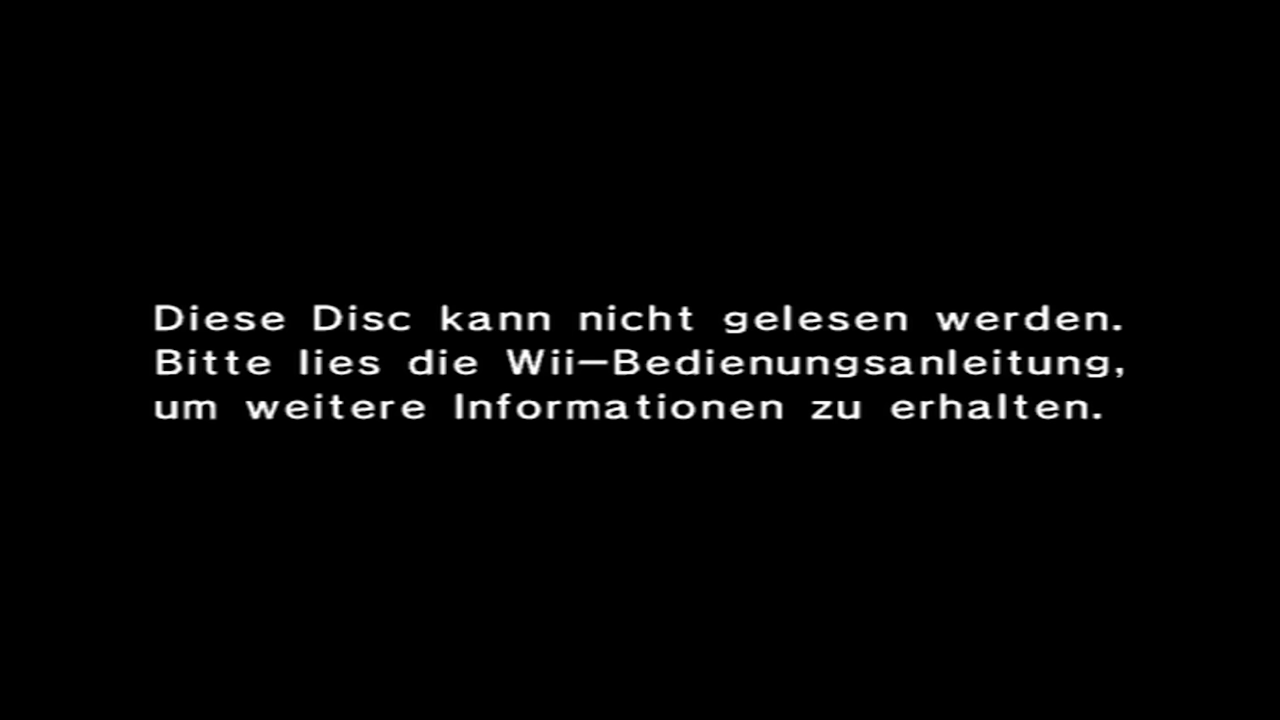 Diese Disc kann nicht gelesen werden.
Bitte lies die Wii—Bedienungsanleitung,
um weitere Informationen zu erhalten.